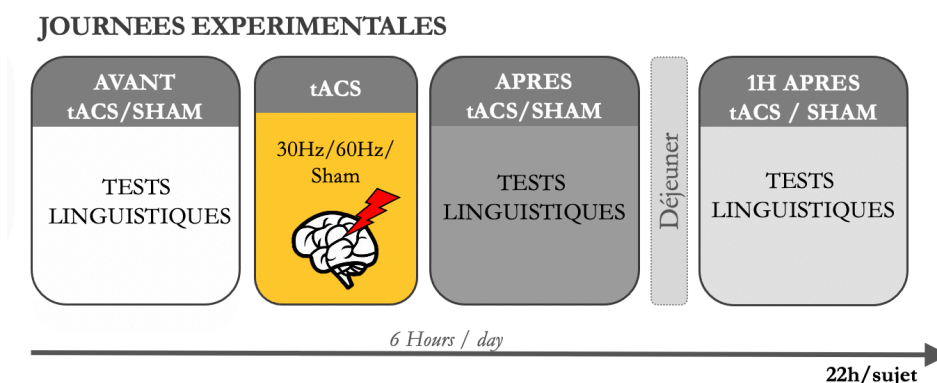 JOURNEES EXPERIMENTALES
AVANT
tACS/SHAM
TESTS
LINGUISTIQUES
tACS
30Hz/60Hz/
Sham
APRES
tACS/SHAM
TESTS
LINGUISTIQUES
Déjeuner
1H APRES
tACS / SHAM
TESTS
LINGUISTIQUES
6 Hours / day
22h/sujet